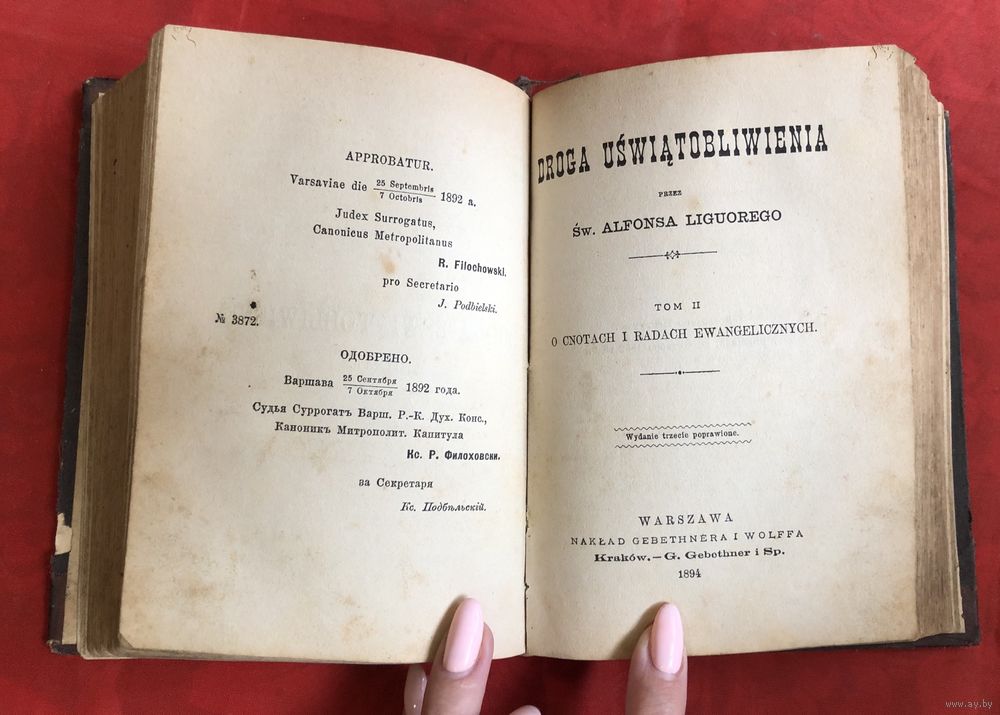 APPROBATUR.
Varsaviae die 25 Septembris / 7 Octobris 1892 a.
Judex Surrogatus,
Canonicus Metropolitanus
R. Filochowski.
pro Secretario
J. Podbielski.
№ 3872.
ОДОБРЕНО.
Варшава 25 Сентября / 7 Октября 1892 года.
Судья Суррогатъ Варш. Р.-К. Дух. Конс.,
Каноникъ Митрополит. Капитула
Кс. Р. Филоховски.
за Секретаря
Кс. Подбѣльскій.
DROGA UŚWIĄTOBLIWIENIA
PRZEZ
ŚW. ALFONSA LIGUOREGO
TOM II
O CNOTACH I RADACH EWANGELICZNYCH.
Wydanie trzecie poprawione.
WARSZAWA
NAKŁAD GEBETHNERA I WOLFFA
Kraków.—G. Gebethner i Sp.
1894
www.ay.by